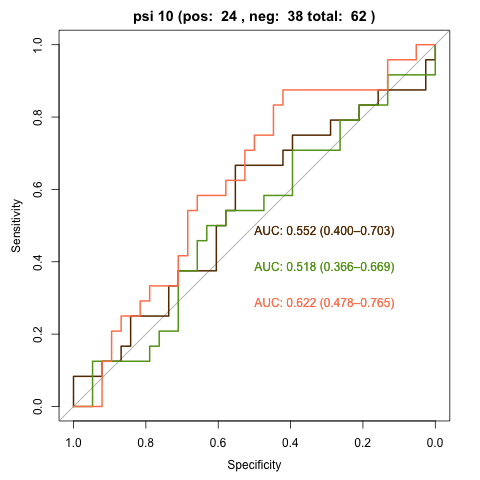 psi 10 (pos:  24 , neg:  38 total:  62 )
Sensitivity
1.0
0.8
0.6
0.4
0.2
0.0
AUC: 0.552 (0.400–0.703)
AUC: 0.518 (0.366–0.669)
AUC: 0.622 (0.478–0.765)
1.0 0.8 0.6 0.4 0.2 0.0
Specificity